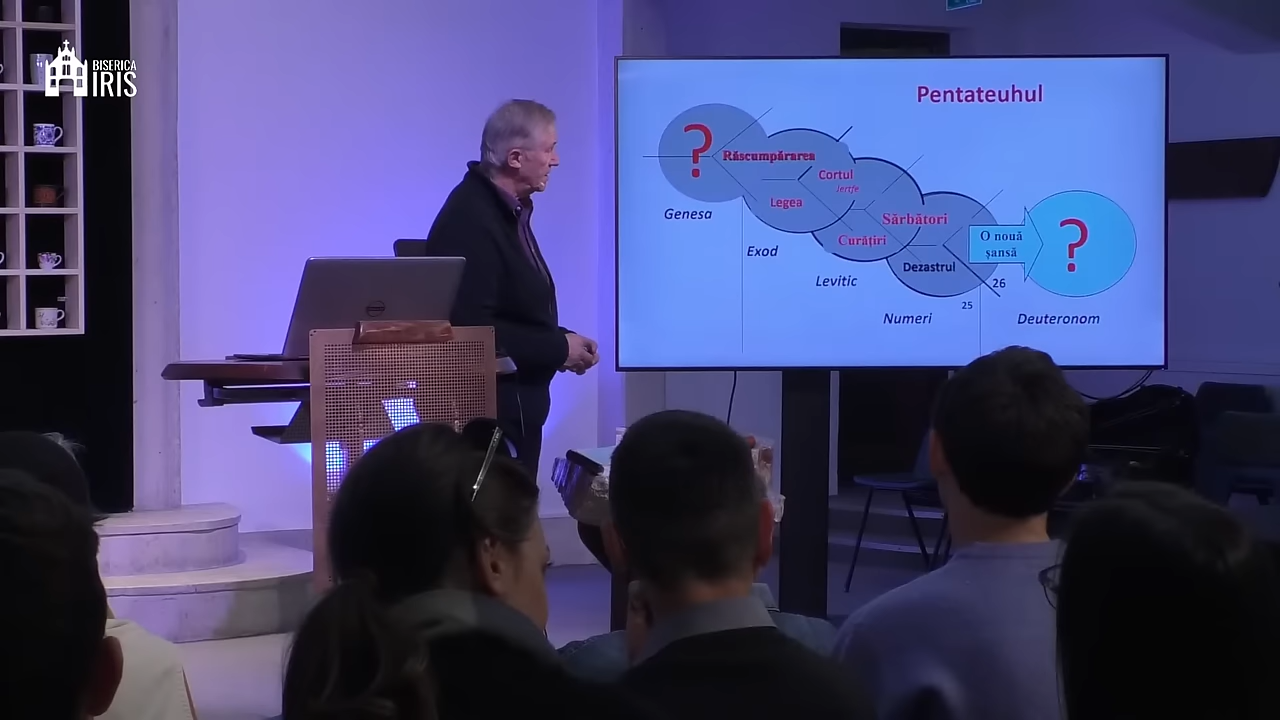 BISERICA
IRIS
Pentateuhul
?
Răscumpărarea
Cortul
Jertfe
Legea
Genesa
Sărbători
Curățiri
O nouă
șansă
?
Exod
Dezastrul
Levitic
26
25
Numeri
Deuteronom